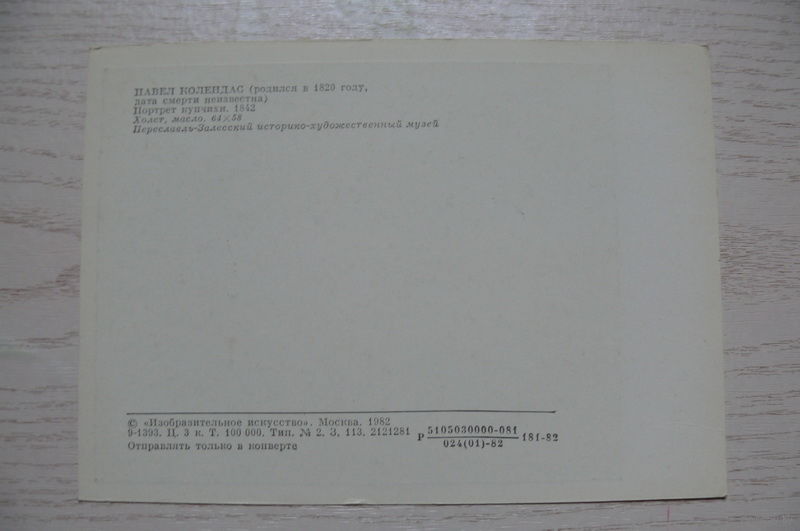 ПАВЕЛ КОЛЕНДАС (родился в 1820 году,
дата смерти неизвестна)
Портрет купчихи. 1842
Холст, масло. 64×58
Переславль-Залесский историко-художественный музей
© «Изобразительное искусство». Москва. 1982
9-1393. Ц. 3 к. Т. 100 000. Тип. № 2. З. 113. 2121281
Р 5105030000-081 / 024(01)-82 181-82
Отправлять только в конверте